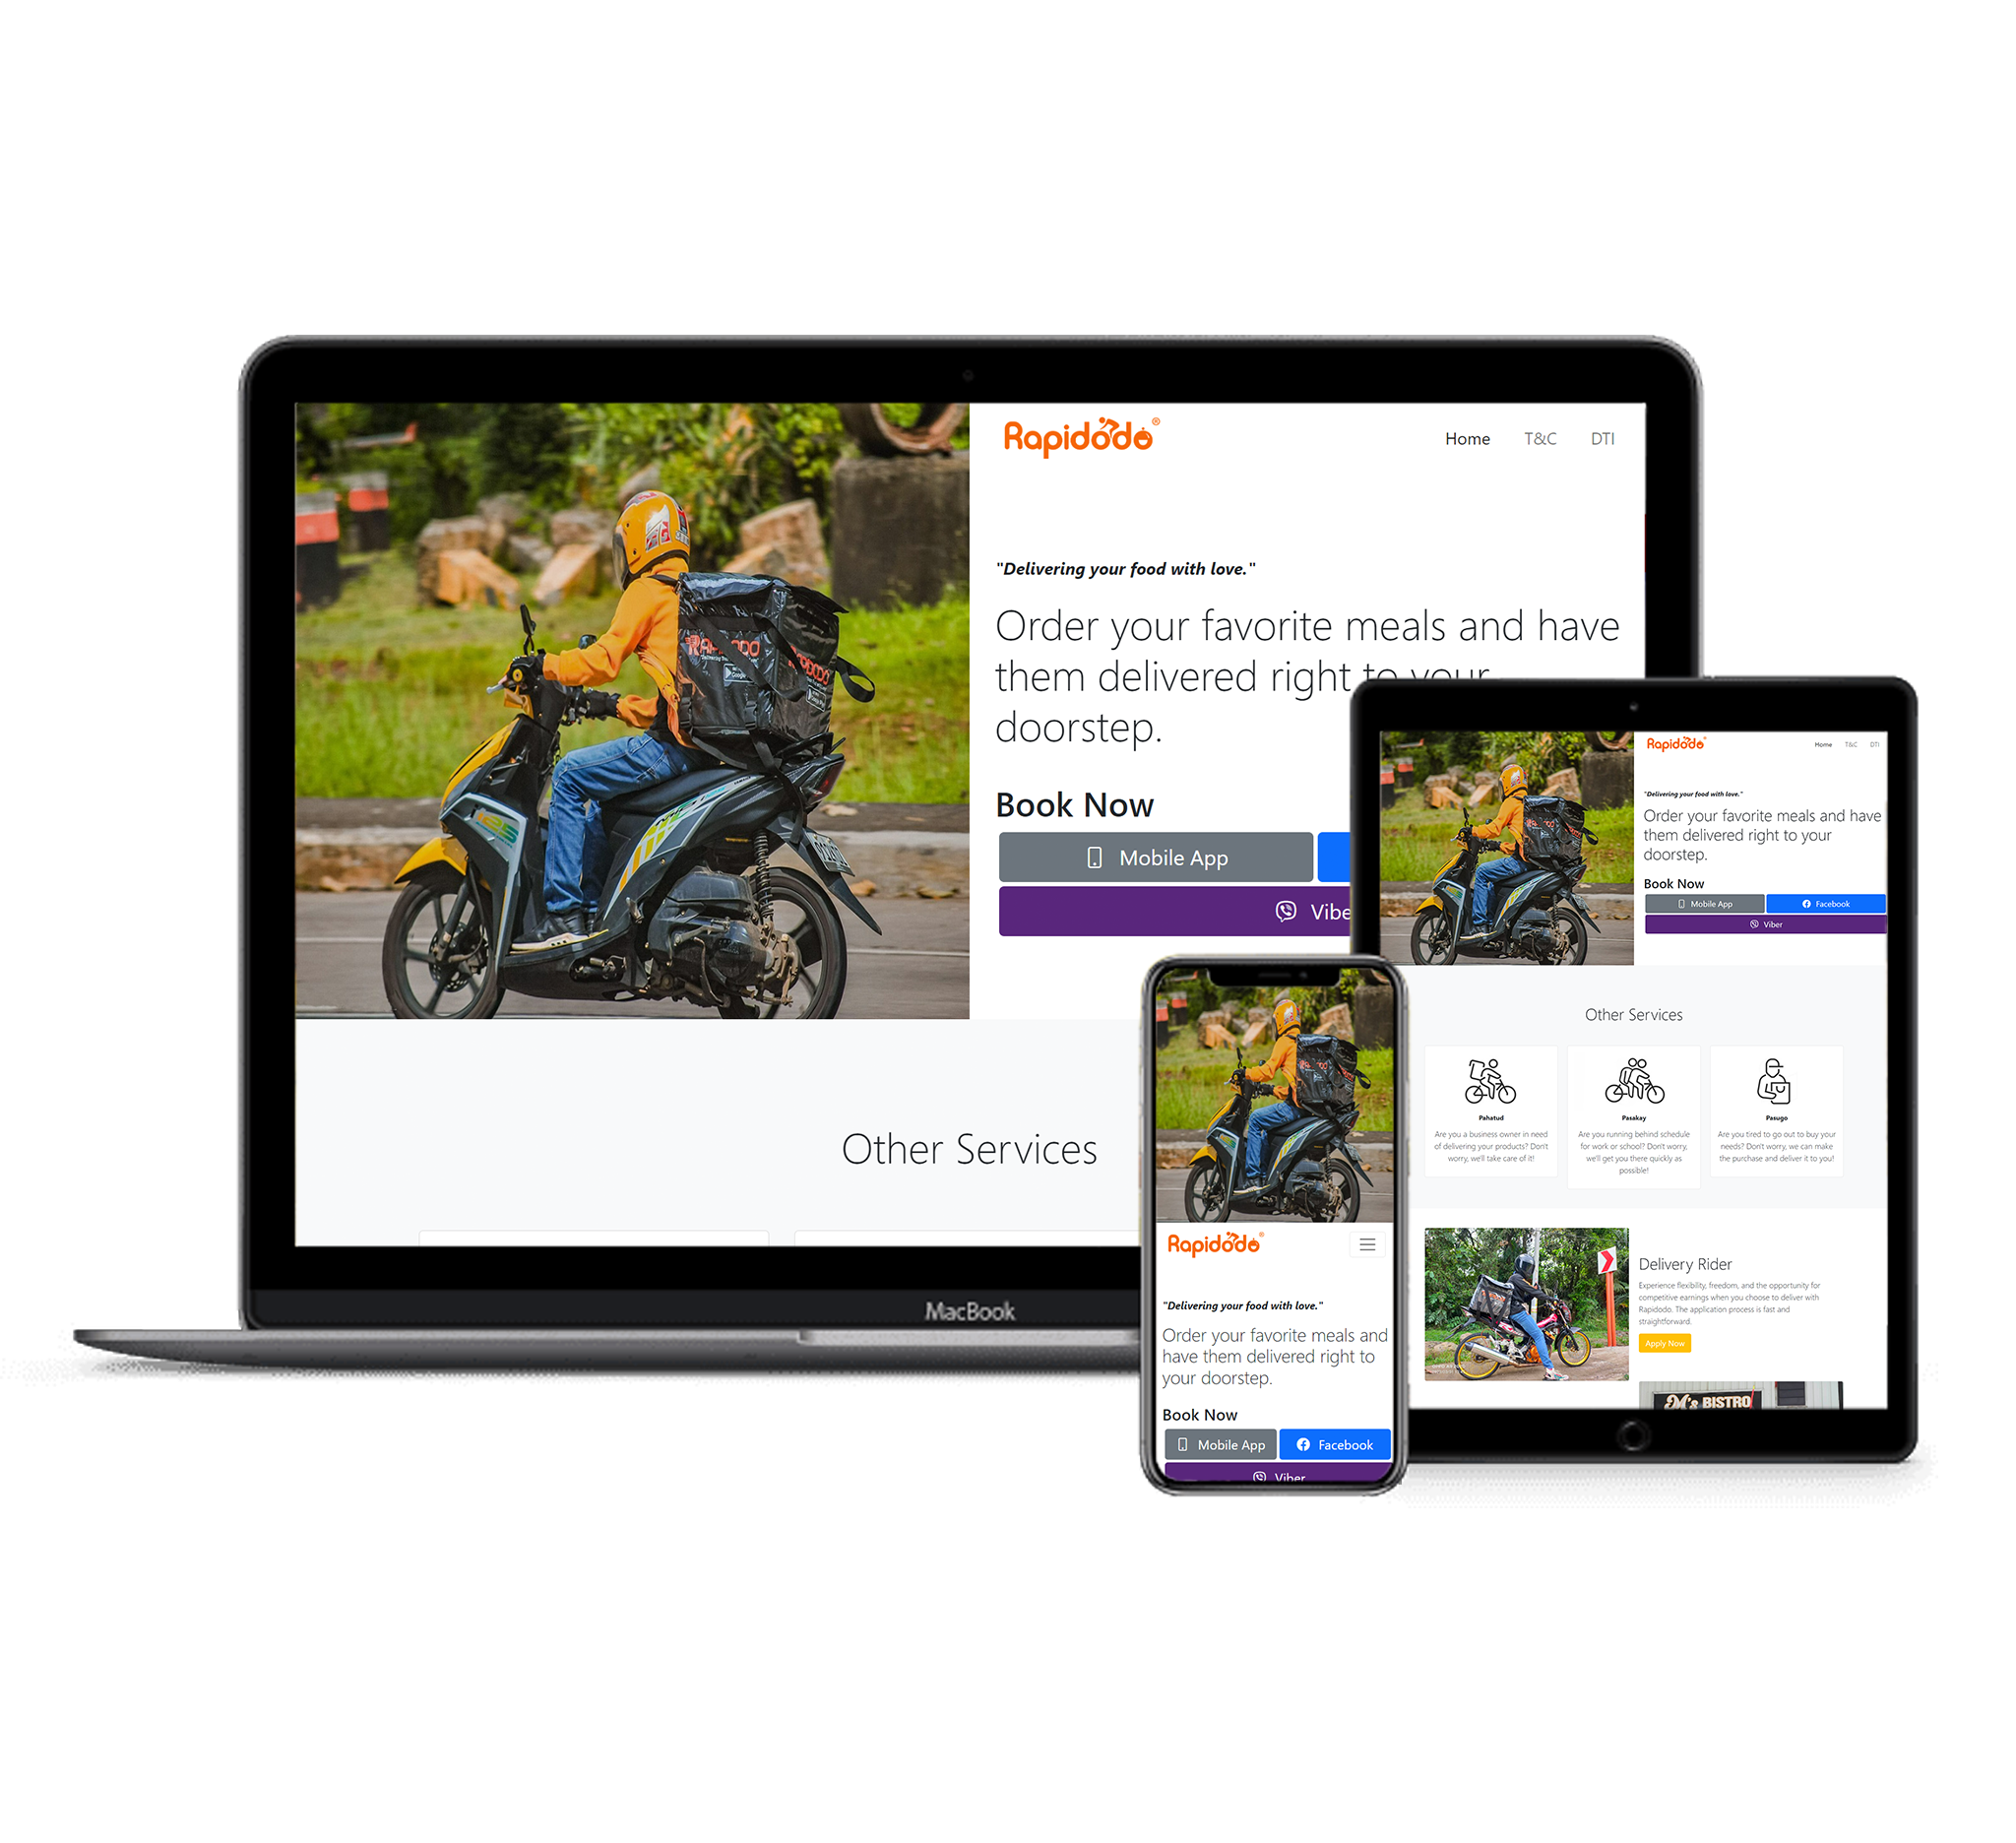 Rapidodo®
Home T&C DTI
"Delivering your food with love."
Order your favorite meals and have
them delivered right to your
doorstep.
Book Now
Mobile App
Vibe
Other Services
MacBook
RAPIDODO
Rapidodo®
Home T&C DTI
"Delivering your food with love."
Order your favorite meals and have
them delivered right to your
doorstep.
Book Now
Mobile App Facebook
Viber
Other Services
Pahatud
Are you a business owner in need
of delivering your products? Don't
worry, we'll take care of it!
Pasakay
Are you running behind schedule
for work or school? Don't worry,
we'll get you there quickly as
possible!
Pasugo
Are you tired to go out to buy your
needs? Don't worry, we can make
the purchase and deliver it to you!
Delivery Rider
Experience flexibility, freedom, and the opportunity for
competitive earnings when you choose to deliver with
Rapidodo. The application process is fast and
straightforward.
Apply Now
M's BISTRO
Rapidodo®
"Delivering your food with love."
Order your favorite meals and
have them delivered right to
your doorstep.
Book Now
Mobile App Facebook
Viber